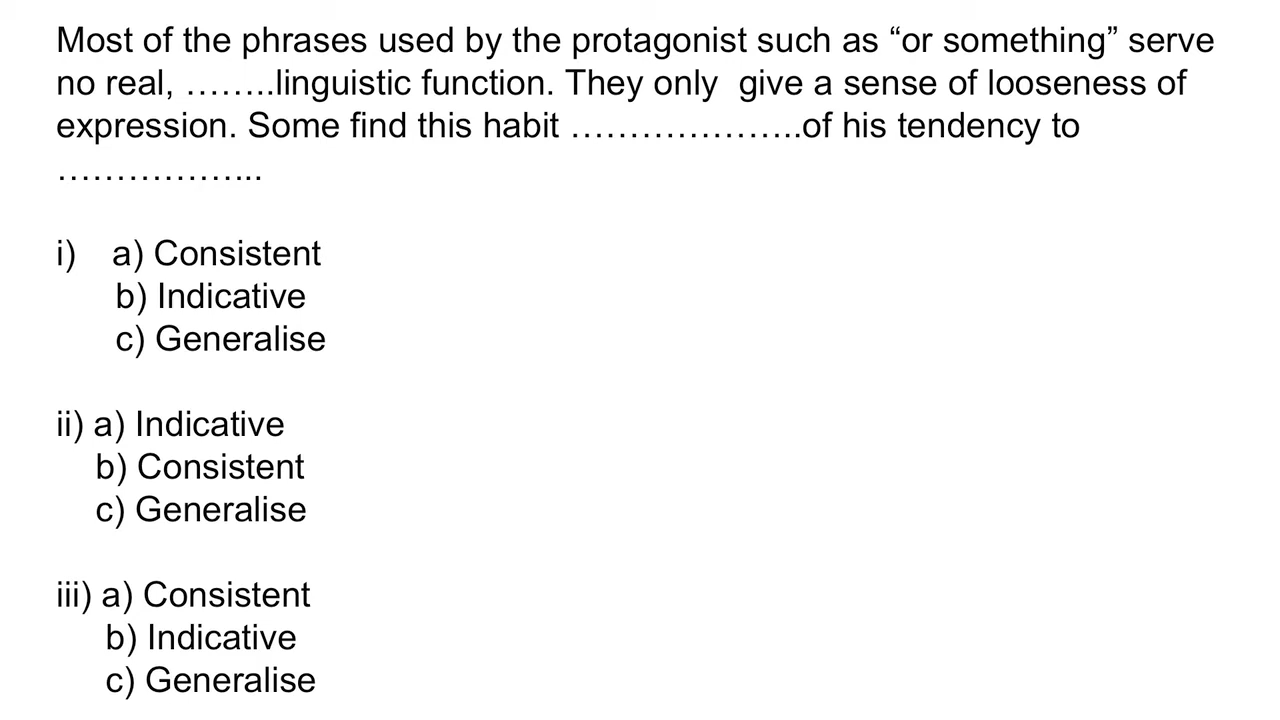 Most of the phrases used by the protagonist such as “or something” serve
no real, ……..linguistic function. They only  give a sense of looseness of
expression. Some find this habit ………………..of his tendency to
……………..
i) a) Consistent
b) Indicative
c) Generalise
ii) a) Indicative
b) Consistent
c) Generalise
iii) a) Consistent
b) Indicative
c) Generalise